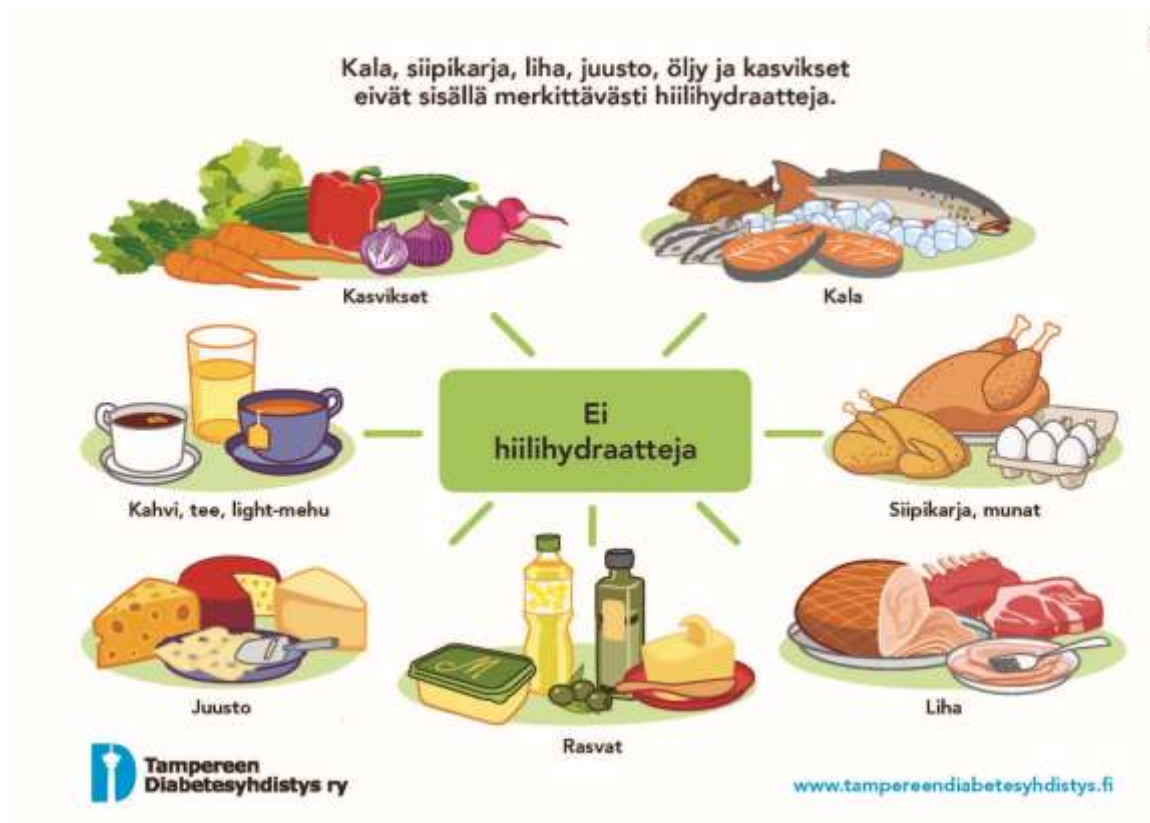 Kala, siipikarja, liha, juusto, öljy ja kasvikset
eivät sisällä merkittävästi hiilihydraatteja.
Kasvikset
Kala
Ei
hiilihydraatteja
Kahvi, tee, light-mehu
Siipikarja, munat
Juusto
Rasvat
Liha
M
Tampereen
Diabetesyhdistys ry
www.tampereendiabetesyhdistys.fi